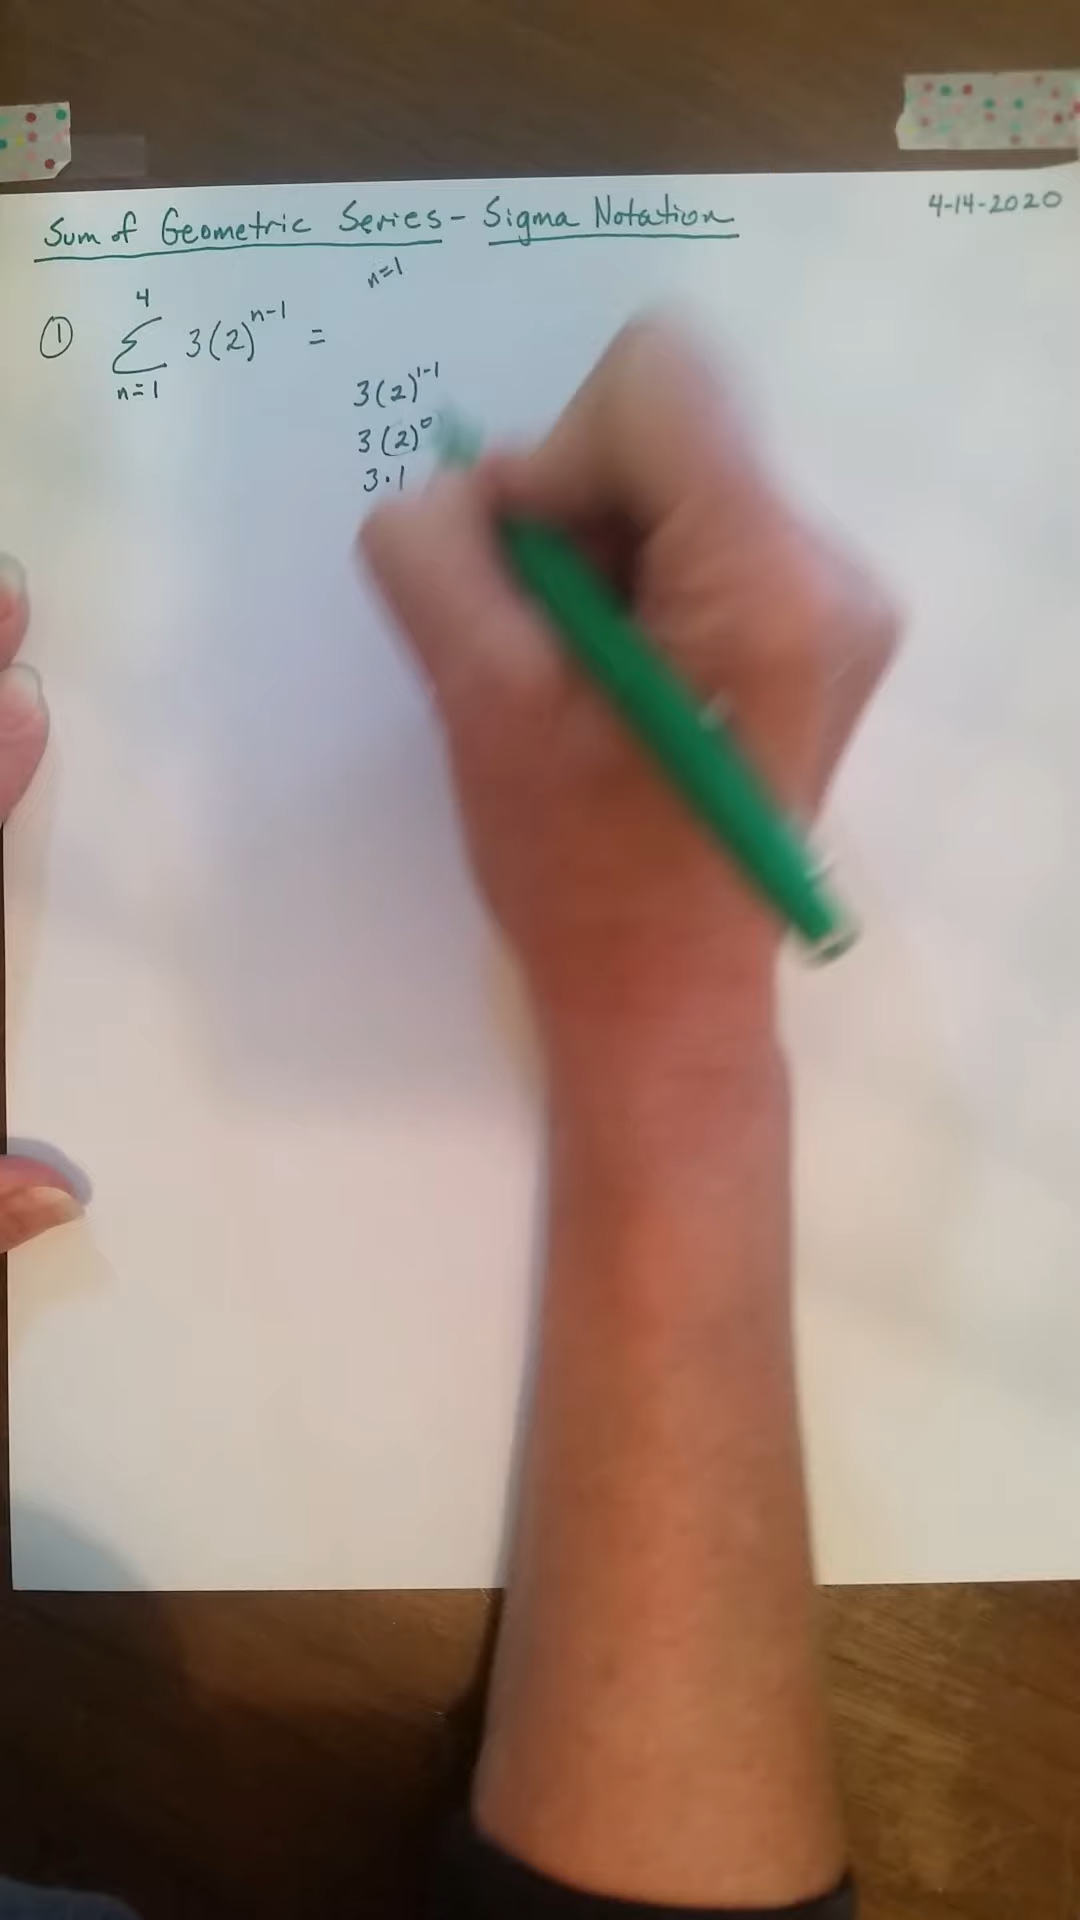 Sum of Geometric Series - Sigma Notation
4-14-2020
n=1
4
① ∑ 3(2)^{n-1} =
n=1
3(2)^{1-1}
3(2)^0
3·1